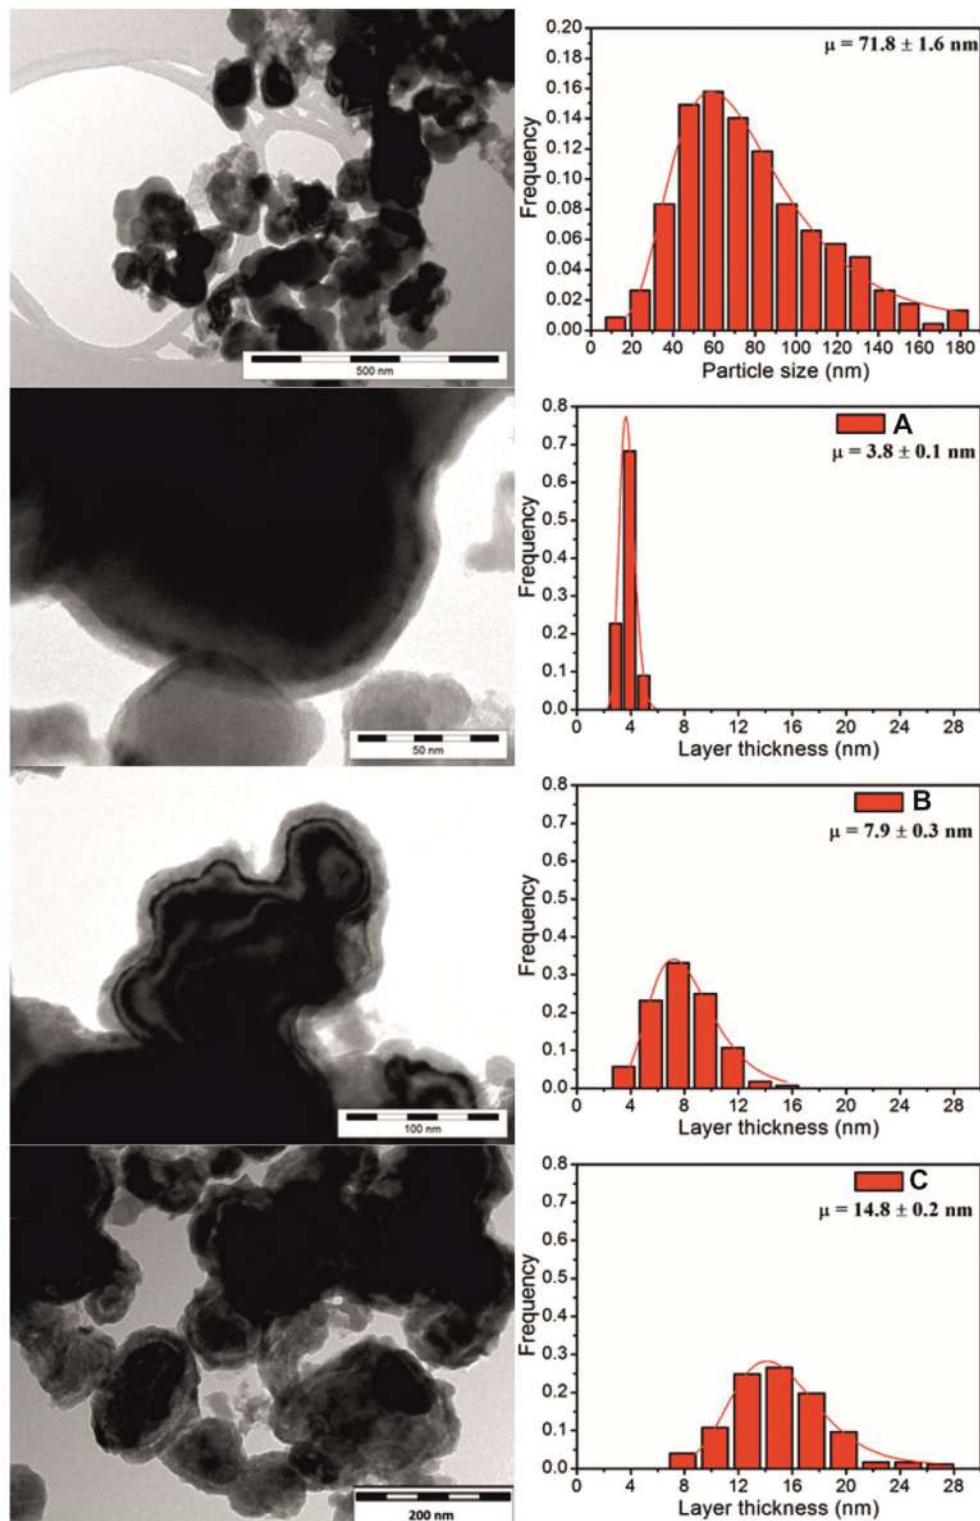 μ = 71.8 ± 1.6 nm
Frequency
0.20
0.18
0.16
0.14
0.12
0.10
0.08
0.06
0.04
0.02
0.00
0 20 40 60 80 100 120 140 160 180
Particle size (nm)
500 nm
A
μ = 3.8 ± 0.1 nm
Frequency
0.8
0.7
0.6
0.5
0.4
0.3
0.2
0.1
0.0
0 4 8 12 16 20 24 28
Layer thickness (nm)
50 nm
B
μ = 7.9 ± 0.3 nm
Frequency
0.8
0.7
0.6
0.5
0.4
0.3
0.2
0.1
0.0
0 4 8 12 16 20 24 28
Layer thickness (nm)
100 nm
C
μ = 14.8 ± 0.2 nm
Frequency
0.8
0.7
0.6
0.5
0.4
0.3
0.2
0.1
0.0
0 4 8 12 16 20 24 28
Layer thickness (nm)
200 nm